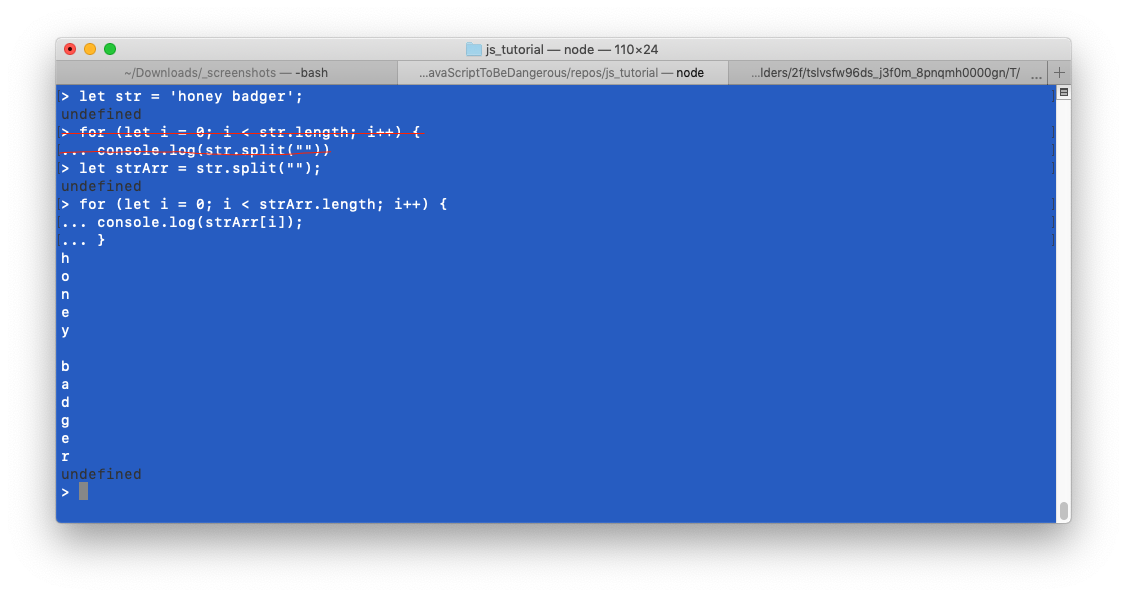 js_tutorial — node — 110×24
~/Downloads/_screenshots — -bash
...avaScriptToBeDangerous/repos/js_tutorial — node
...lders/2f/tslvsfw96ds_j3f0m_8pnqmh0000gn/T/ ...
> let str = 'honey badger';
undefined
> for (let i = 0; i < str.length; i++) {
... console.log(str.split(""))
> let strArr = str.split("");
undefined
> for (let i = 0; i < strArr.length; i++) {
... console.log(strArr[i]);
... }
h
o
n
e
y
b
a
d
g
e
r
undefined
>